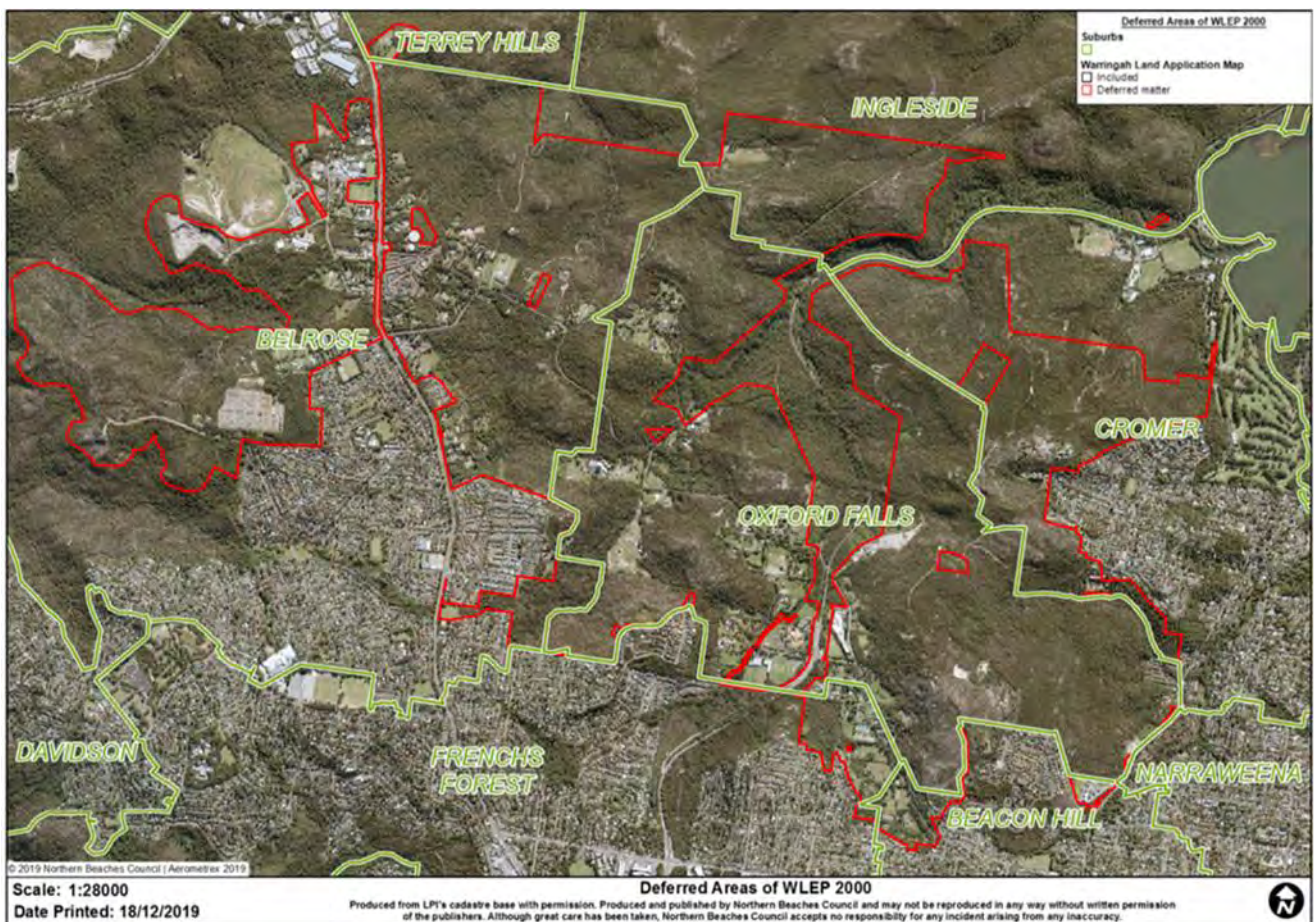 Deferred Areas of WLEP 2000
Suburbs
Warringah Land Application Map
Included
Deferred matter
TERREY HILLS
INGLESIDE
BELROSE
CROMER
OXFORD FALLS
DAVIDSON
FRENCHS
FOREST
NARRAWEENA
BEACON HILL
© 2019 Northern Beaches Council | Aerometrex 2019
Scale: 1:28000
Date Printed: 18/12/2019
Deferred Areas of WLEP 2000
Produced from LPI's cadastre base with permission. Produced and published by Northern Beaches Council and may not be reproduced in any way without written permission
of the publishers. Although great care has been taken, Northern Beaches Council accepts no responsibility for any incident arising from any inaccuracy.
N